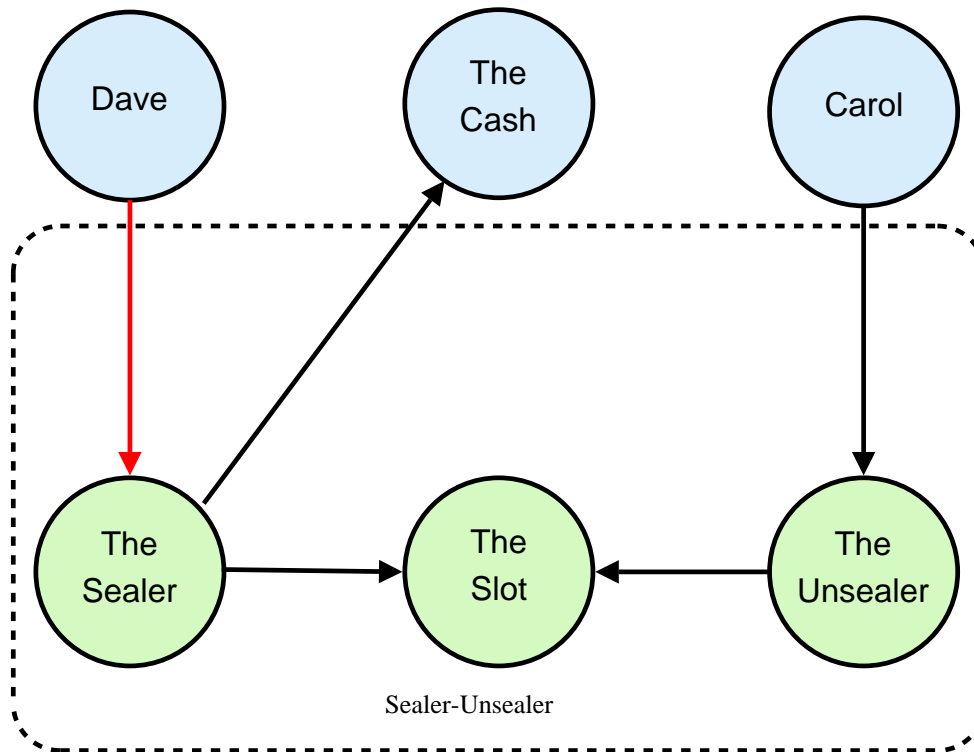 Dave
The
Cash
Carol
The
Sealer
The
Slot
The
Unsealer
Sealer-Unsealer